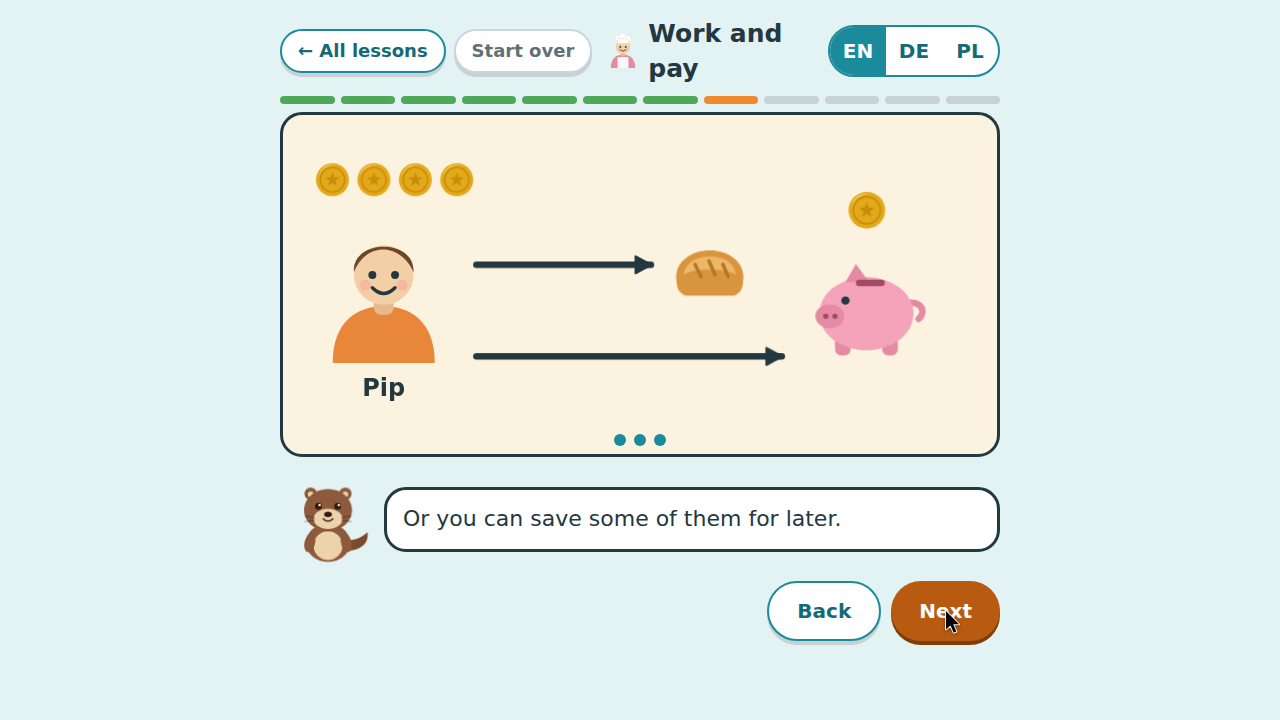 ← All lessons
Start over
Work and
pay
EN DE PL
Pip
Or you can save some of them for later.
Back
Next